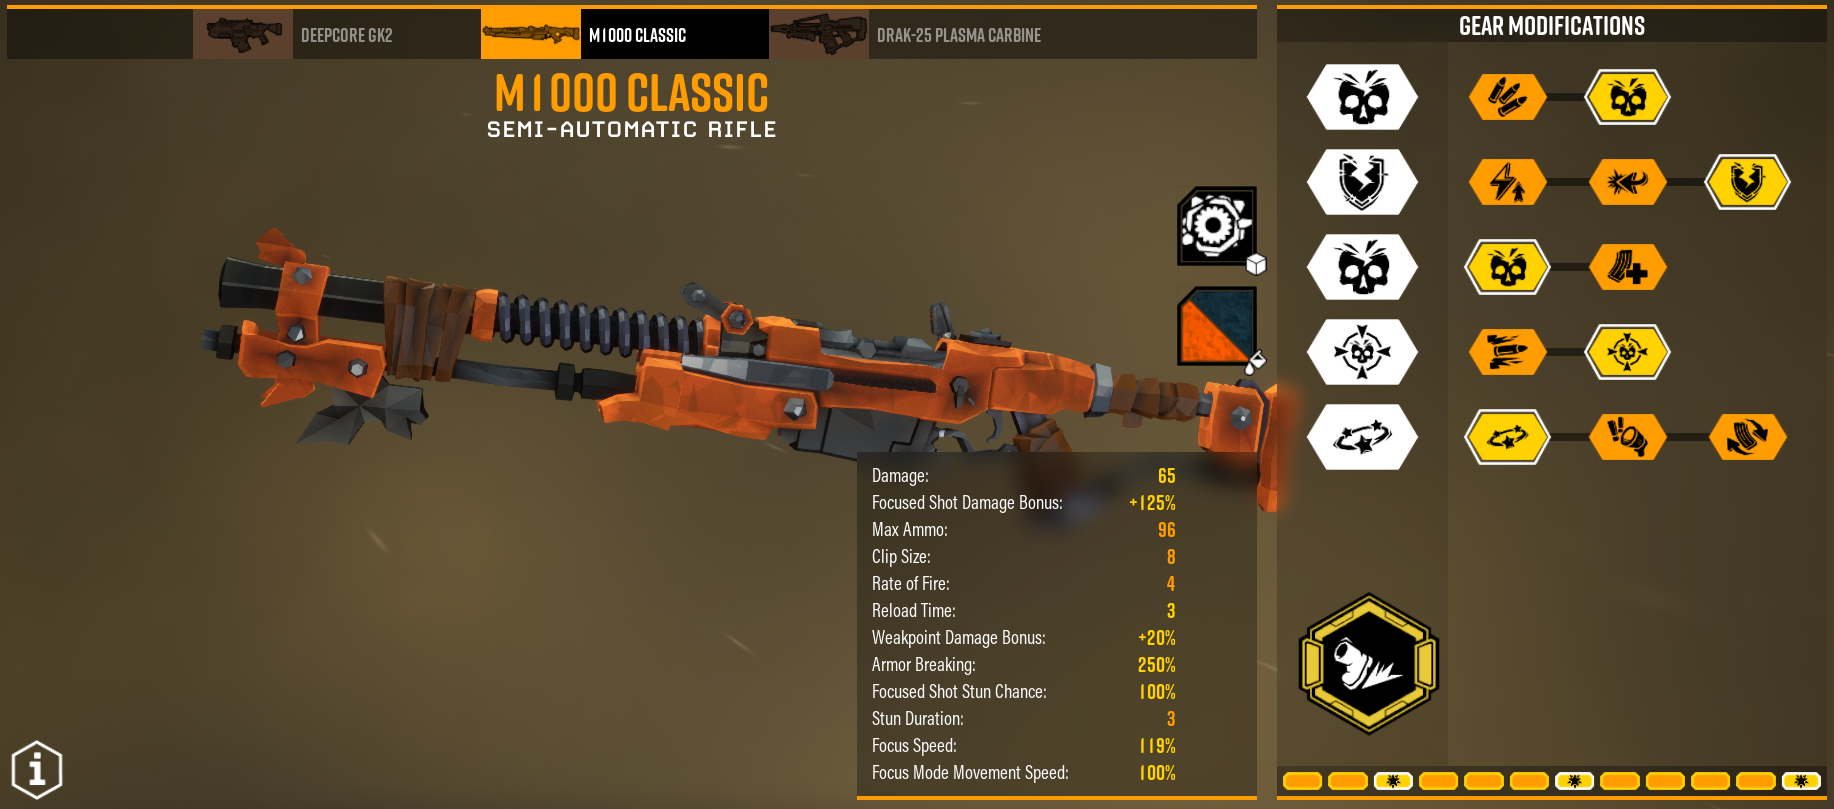 DEEPCORE GK2
M1000 CLASSIC
DRAK-25 PLASMA CARBINE
GEAR MODIFICATIONS
M1000 CLASSIC
SEMI-AUTOMATIC RIFLE
Damage: 65
Focused Shot Damage Bonus: +125%
Max Ammo: 96
Clip Size: 8
Rate of Fire: 4
Reload Time: 3
Weakpoint Damage Bonus: +20%
Armor Breaking: 250%
Focused Shot Stun Chance: 100%
Stun Duration: 3
Focus Speed: 119%
Focus Mode Movement Speed: 100%